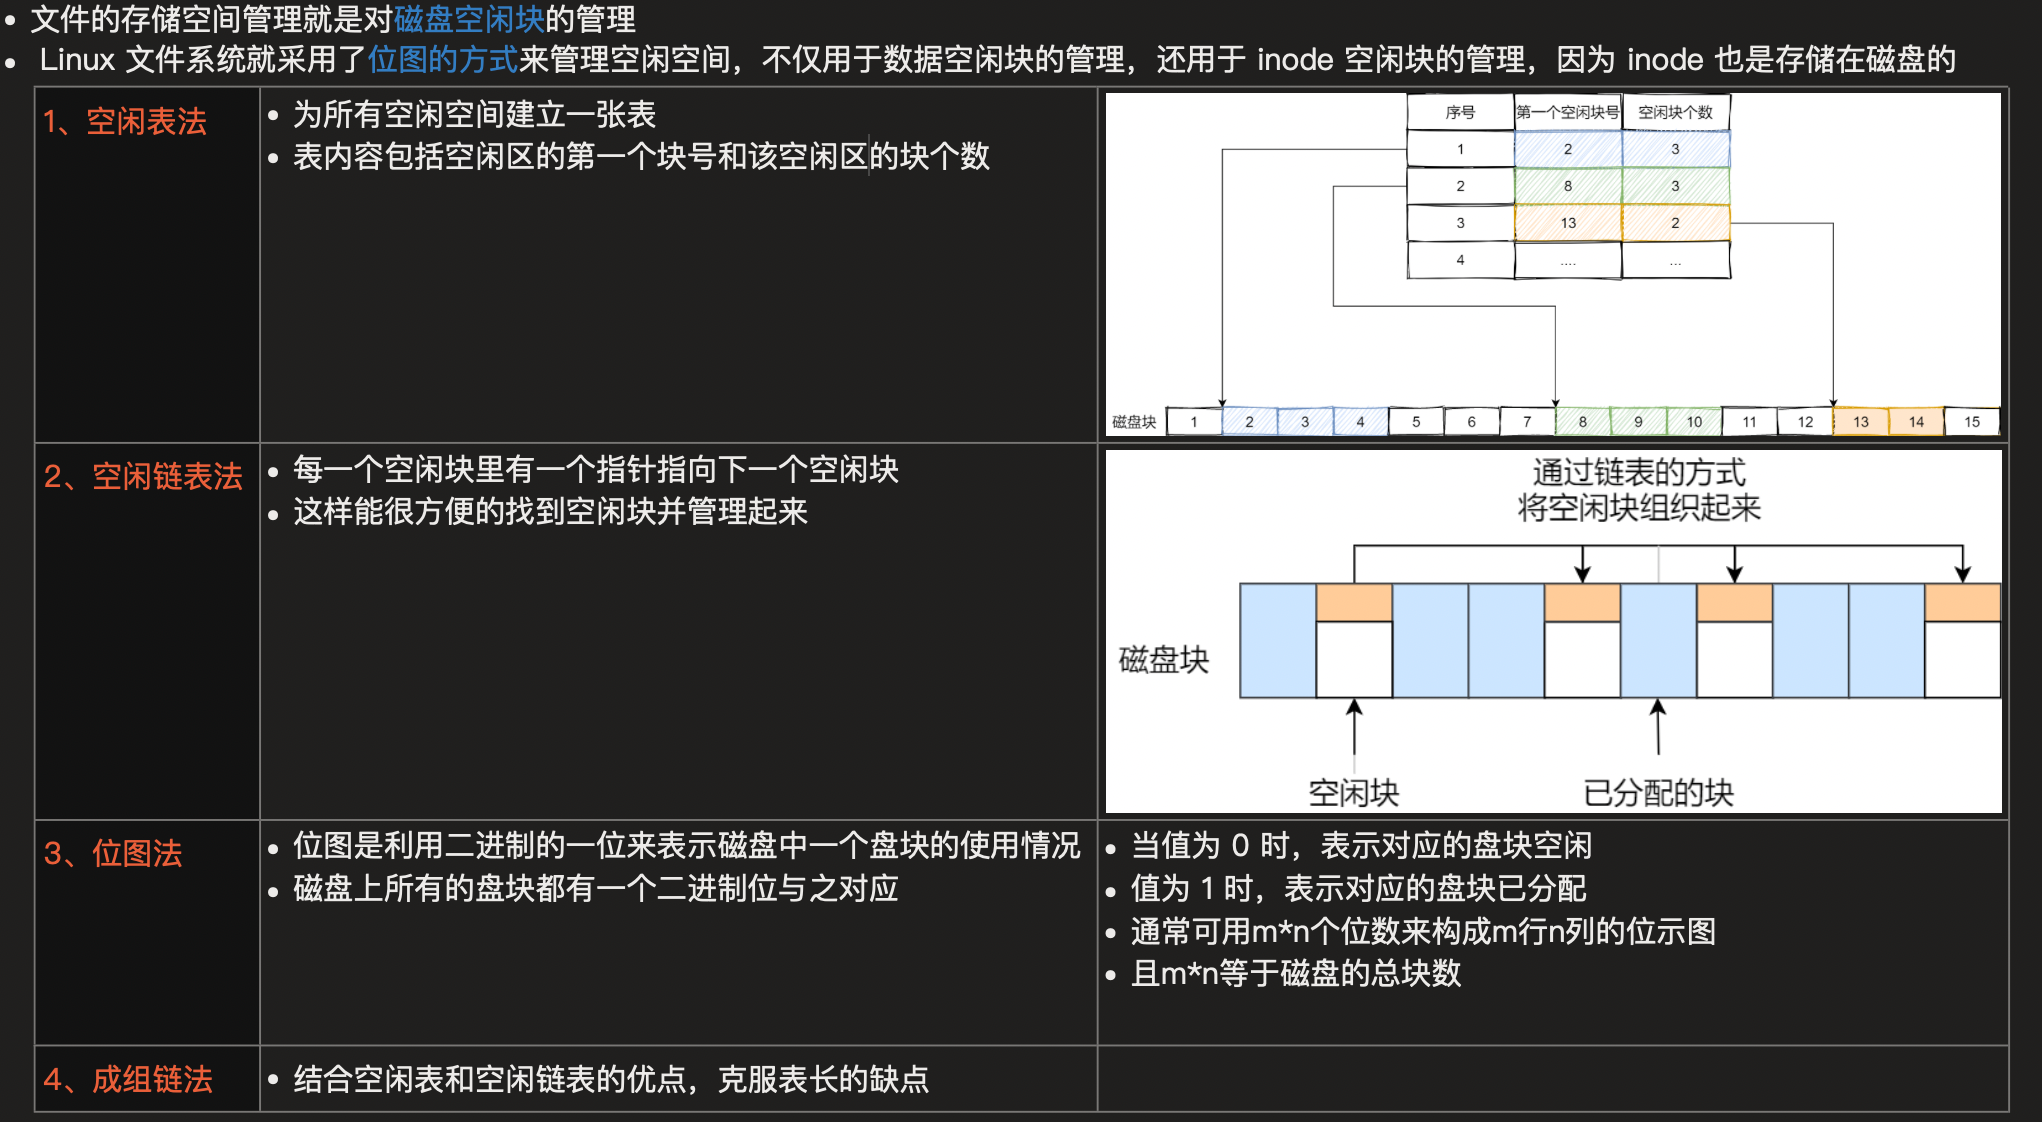 文件的存储空间管理就是对磁盘空闲块的管理
Linux 文件系统就采用了位图的方式来管理空闲空间，不仅用于数据空闲块的管理，还用于 inode 空闲块的管理，因为 inode 也是存储在磁盘的
1、空闲表法
为所有空闲空间建立一张表
表内容包括空闲区的第一个块号和该空闲区的块个数
序号 第一个空闲块号 空闲块个数
1 2 3
2 8 3
3 13 2
4 .... ...
磁盘块 1 2 3 4 5 6 7 8 9 10 11 12 13 14 15
2、空闲链表法
每一个空闲块里有一个指针指向下一个空闲块
这样能很方便的找到空闲块并管理起来
通过链表的方式
将空闲块组织起来
磁盘块
空闲块 已分配的块
3、位图法
位图是利用二进制的一位来表示磁盘中一个盘块的使用情况
磁盘上所有的盘块都有一个二进制位与之对应
当值为 0 时，表示对应的盘块空闲
值为 1 时，表示对应的盘块已分配
通常可用m*n个位数来构成m行n列的位示图
且m*n等于磁盘的总块数
4、成组链法
结合空闲表和空闲链表的优点，克服表长的缺点